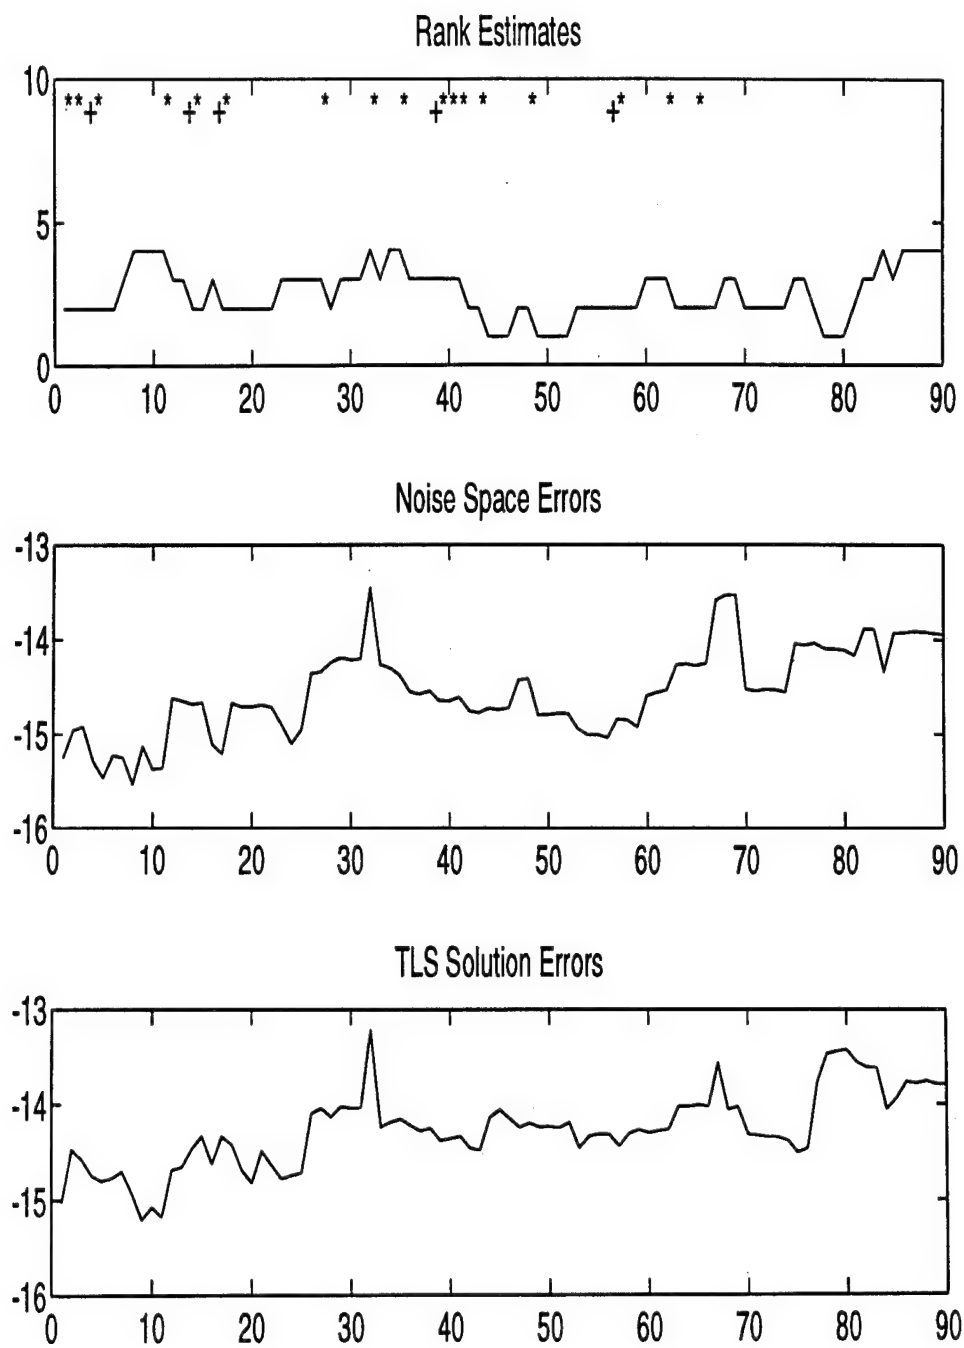 Rank Estimates
10
** * * * * * * * *** * * * * *
+ + + + +
5
0
0 10 20 30 40 50 60 70 80 90
Noise Space Errors
-13
-14
-15
-16
0 10 20 30 40 50 60 70 80 90
TLS Solution Errors
-13
-14
-15
-16
0 10 20 30 40 50 60 70 80 90